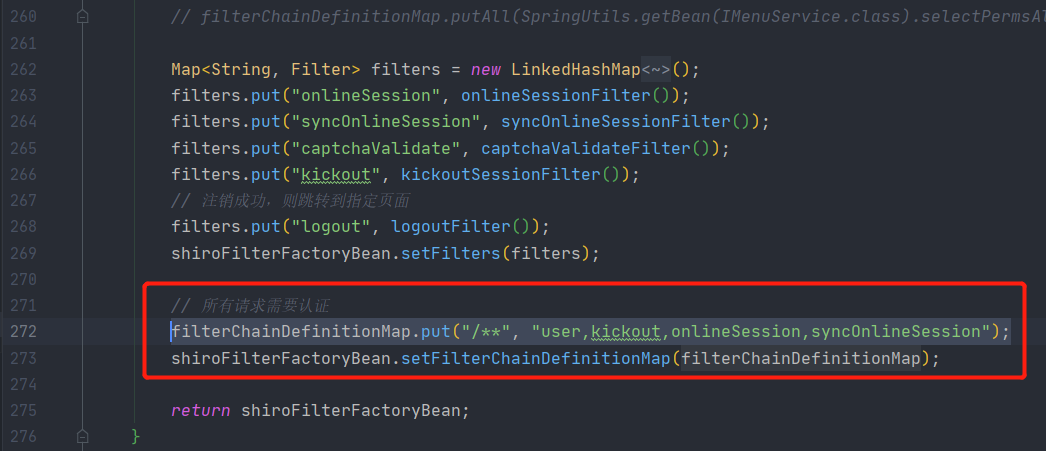 260 // filterChainDefinitionMap.putAll(SpringUtils.getBean(IMenuService.class).selectPermsAl
261
262 Map<String, Filter> filters = new LinkedHashMap<~>();
263 filters.put("onlineSession", onlineSessionFilter());
264 filters.put("syncOnlineSession", syncOnlineSessionFilter());
265 filters.put("captchaValidate", captchaValidateFilter());
266 filters.put("kickout", kickoutSessionFilter());
267 // 注销成功，则跳转到指定页面
268 filters.put("logout", logoutFilter());
269 shiroFilterFactoryBean.setFilters(filters);
270
271 // 所有请求需要认证
272 filterChainDefinitionMap.put("/**", "user,kickout,onlineSession,syncOnlineSession");
273 shiroFilterFactoryBean.setFilterChainDefinitionMap(filterChainDefinitionMap);
274
275 return shiroFilterFactoryBean;
276 }